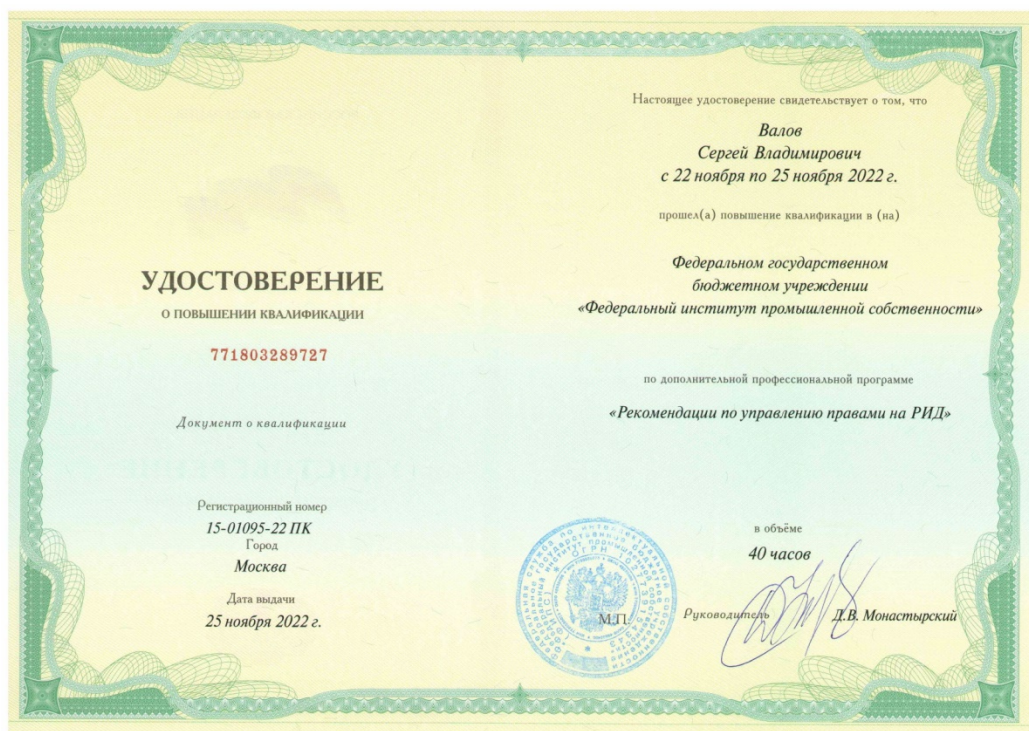 УДОСТОВЕРЕНИЕ
О ПОВЫШЕНИИ КВАЛИФИКАЦИИ
771803289727
Документ о квалификации
Регистрационный номер
15-01095-22 ПК
Город
Москва
Дата выдачи
25 ноября 2022 г.
Настоящее удостоверение свидетельствует о том, что
Валов
Сергей Владимирович
с 22 ноября по 25 ноября 2022 г.
прошел(а) повышение квалификации в (на)
Федеральном государственном
бюджетном учреждении
«Федеральный институт промышленной собственности»
по дополнительной профессиональной программе
«Рекомендации по управлению правами на РИД»
в объёме
40 часов
М.П.
Руководитель
Д.В. Монастырский